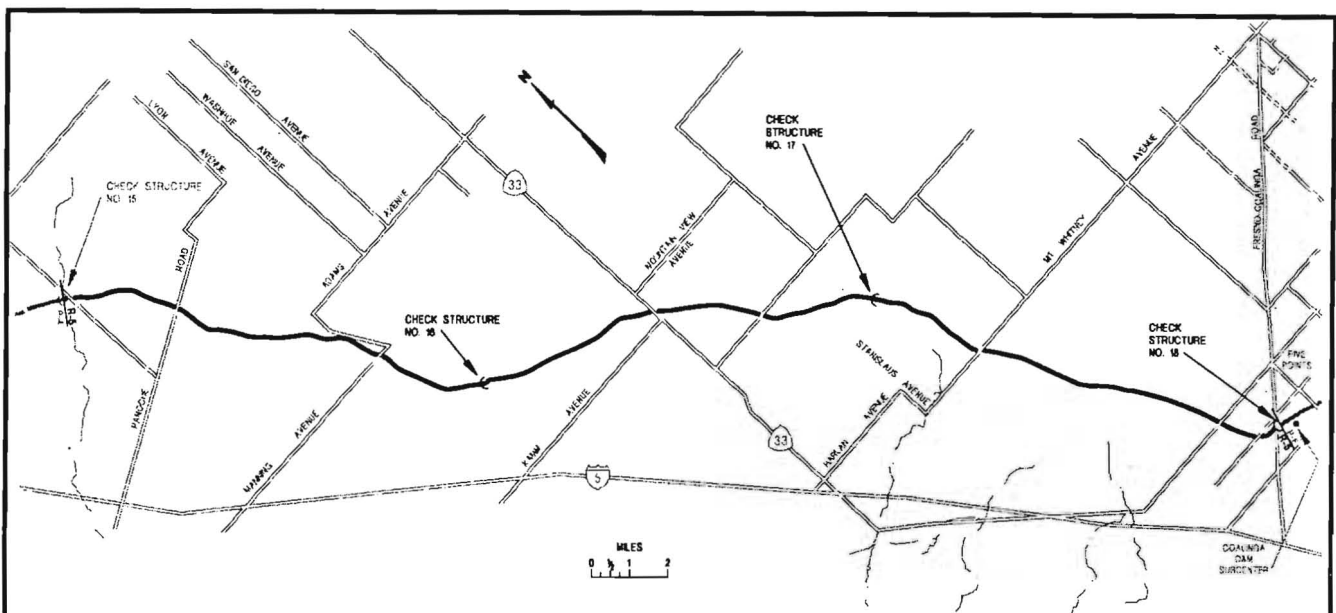 SAN DIEGO
AVENUE
WASHOE AVENUE
LYON
AVENUE
CHECK STRUCTURE
NO. 15
R-5
PANOCHE
ROAD
ADAMS
AVENUE
N
33
CHECK
STRUCTURE
NO. 16
MANNING
AVENUE
KAMM
AVENUE
5
MOUNTAIN VIEW
AVENUE
CHECK
STRUCTURE
NO. 17
33
STANISLAUS AVENUE
HARLAN
AVENUE
MT WHITNEY
AVENUE
FRESNO-COALINGA
ROAD
CHECK
STRUCTURE
NO. 18
FIVE
POINTS
COALINGA
O&M
SUBCENTER
MILES
0 ½ 1 2